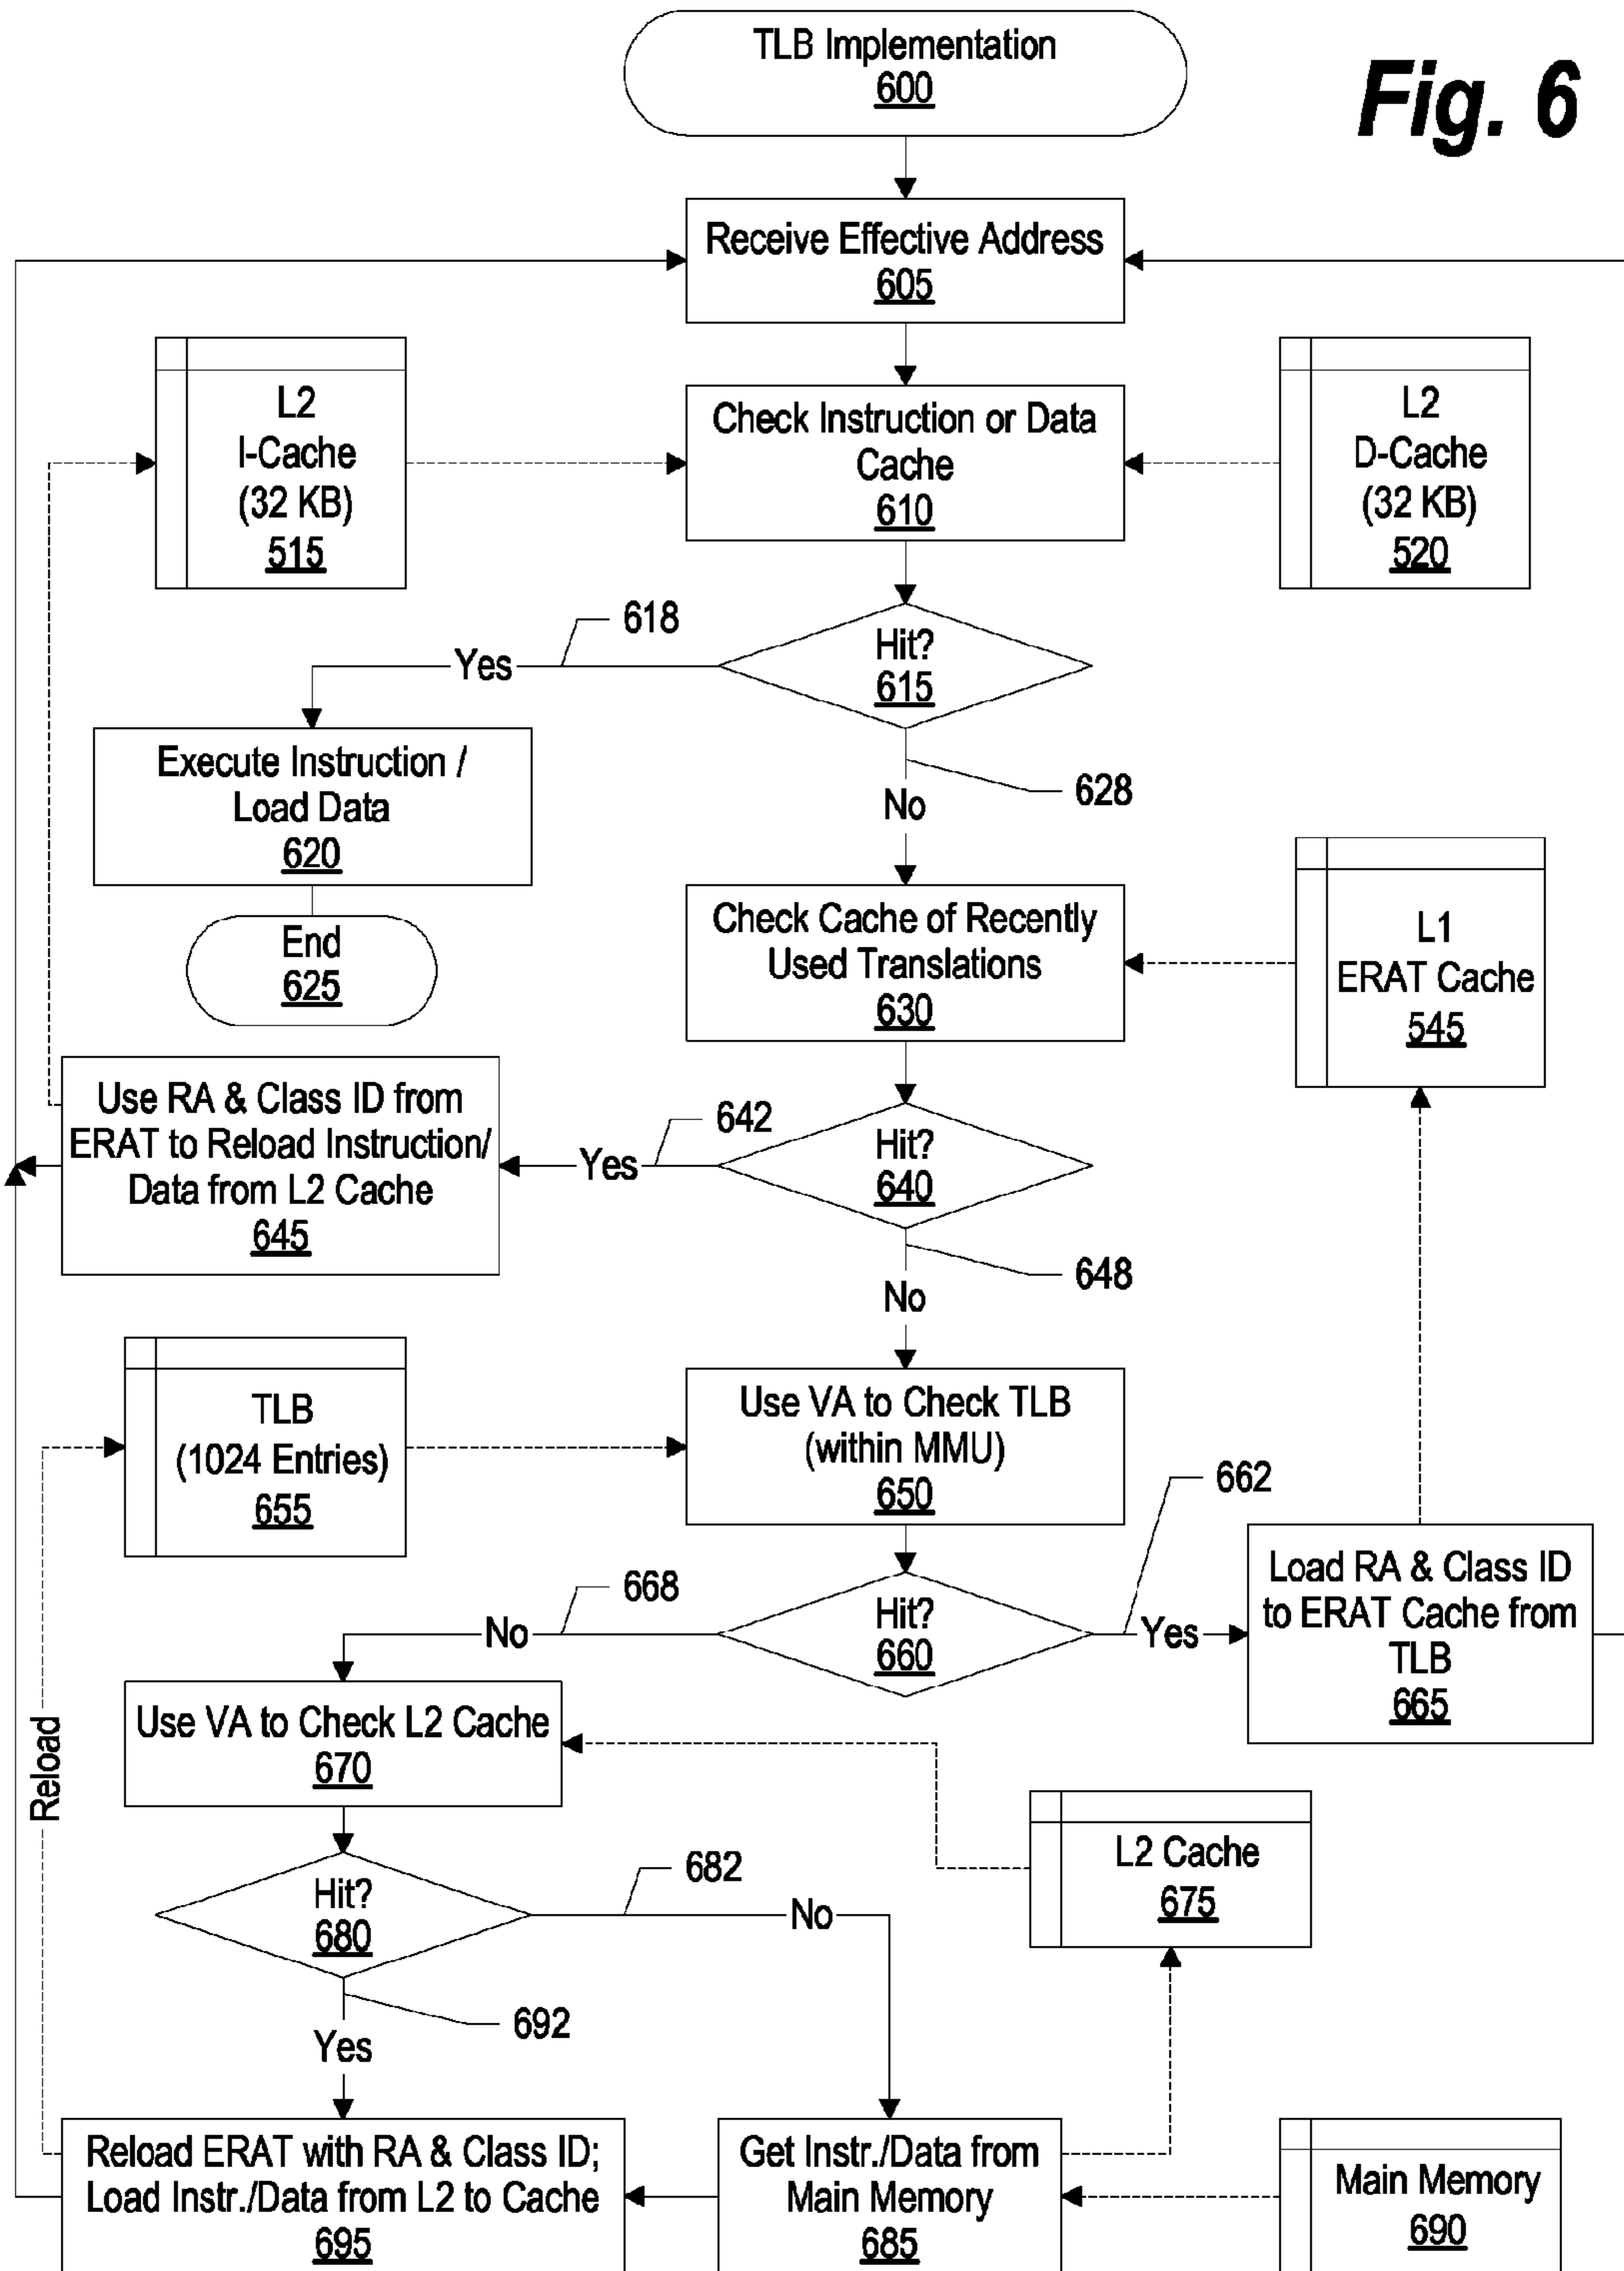 TLB Implementation
600
Fig. 6
Receive Effective Address
605
L2
I-Cache
(32 KB)
515
Check Instruction or Data
Cache
610
L2
D-Cache
(32 KB)
520
618
Yes
Hit?
615
Execute Instruction /
Load Data
620
End
625
628
No
Check Cache of Recently
Used Translations
630
L1
ERAT Cache
545
Use RA & Class ID from
ERAT to Reload Instruction/
Data from L2 Cache
645
642
Yes
Hit?
640
648
No
TLB
(1024 Entries)
655
Use VA to Check TLB
(within MMU)
650
662
668
No
Hit?
660
Yes
Load RA & Class ID
to ERAT Cache from
TLB
665
Reload
Use VA to Check L2 Cache
670
L2 Cache
675
Hit?
680
682
No
692
Yes
Reload ERAT with RA & Class ID;
Load Instr./Data from L2 to Cache
695
Get Instr./Data from
Main Memory
685
Main Memory
690